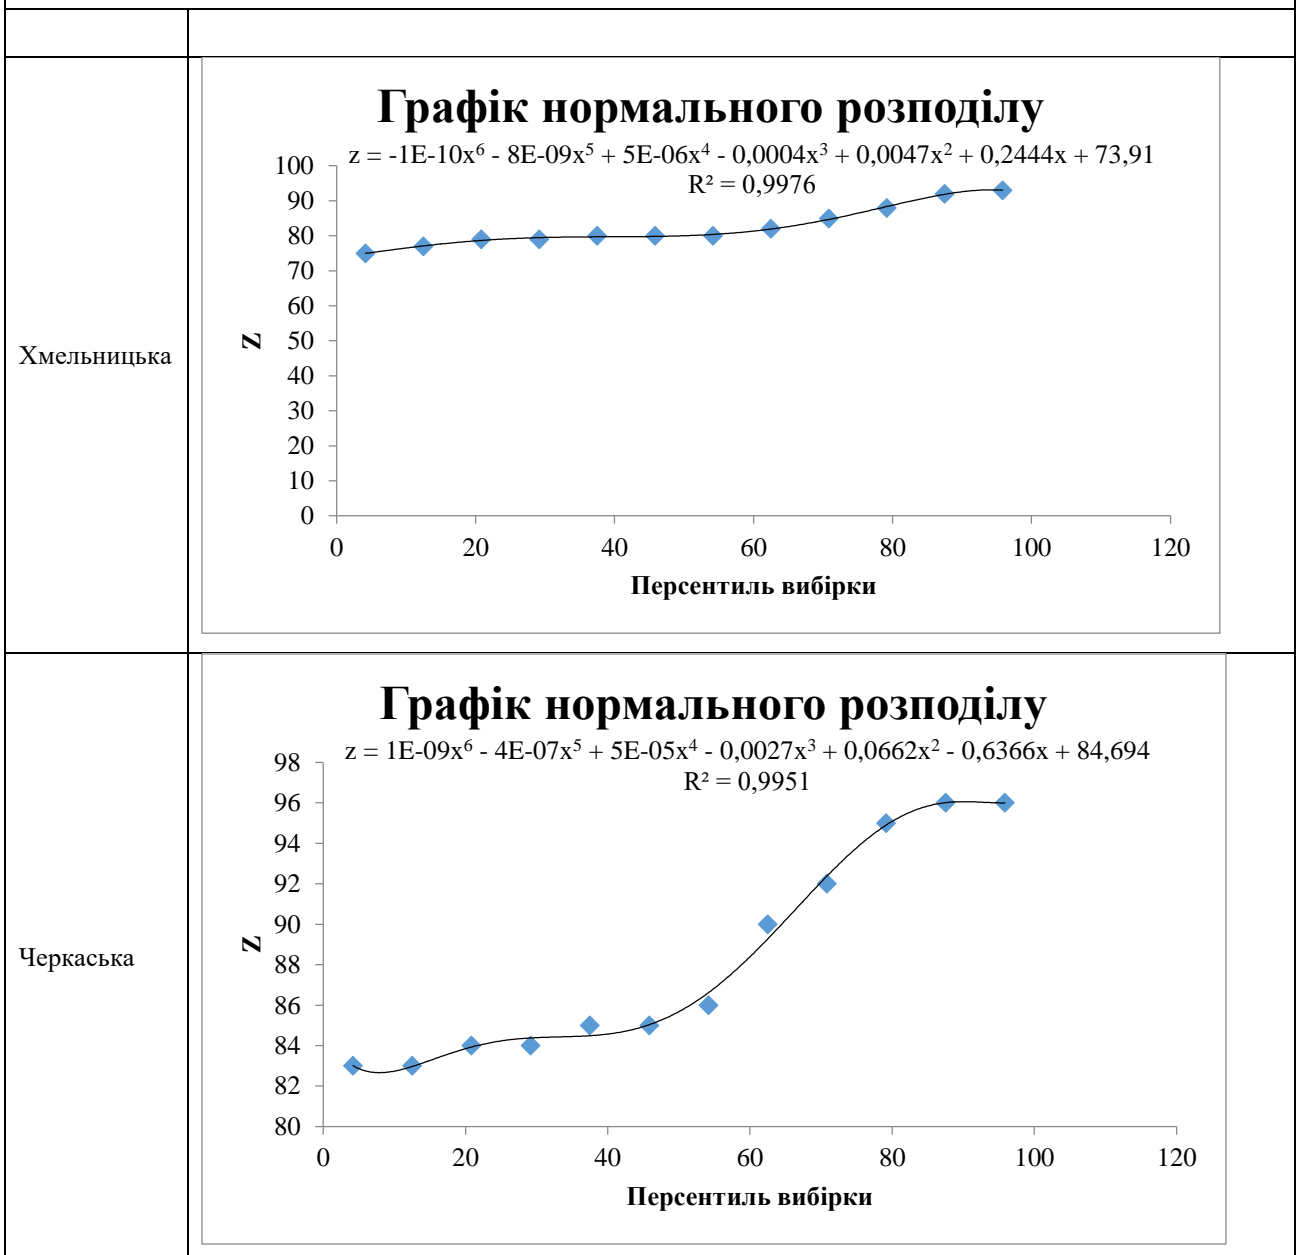 Графік нормального розподілу
z = -1E-10x⁶ - 8E-09x⁵ + 5E-06x⁴ - 0,0004x³ + 0,0047x² + 0,2444x + 73,91
R² = 0,9976
100
90
80
70
60
50
40
30
20
10
0
Z
Хмельницька
0 20 40 60 80 100 120
Персентиль вибірки
Графік нормального розподілу
z = 1E-09x⁶ - 4E-07x⁵ + 5E-05x⁴ - 0,0027x³ + 0,0662x² - 0,6366x + 84,694
R² = 0,9951
98
96
94
92
90
88
86
84
82
80
Z
Черкаська
0 20 40 60 80 100 120
Персентиль вибірки